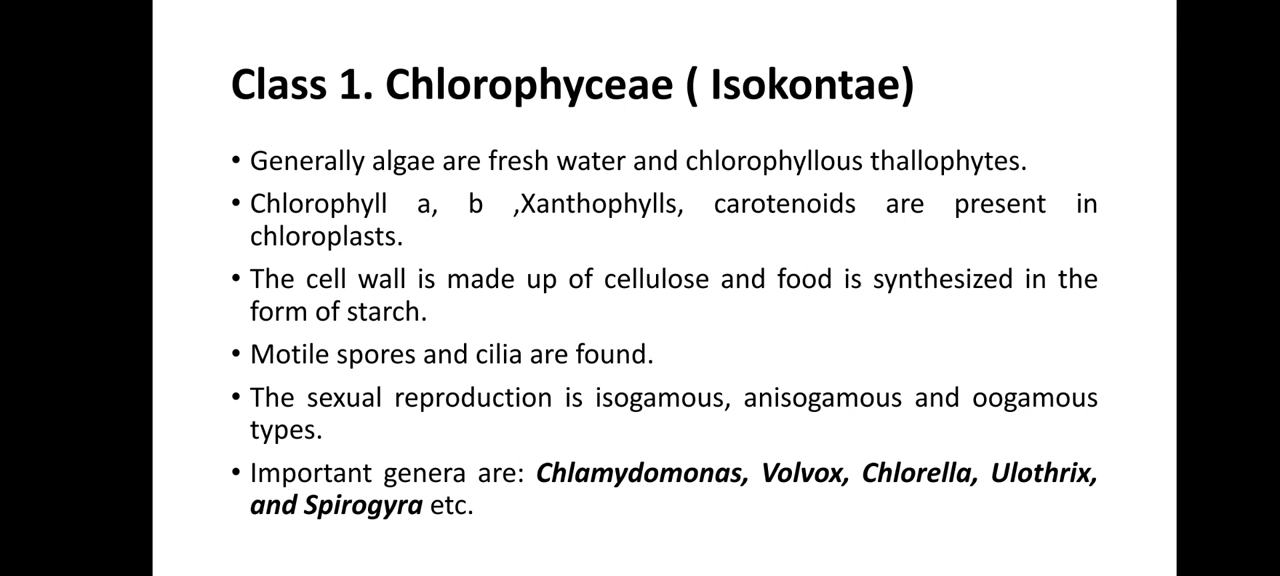 Class 1. Chlorophyceae ( Isokontae)
• Generally algae are fresh water and chlorophyllous thallophytes.
• Chlorophyll a, b ,Xanthophylls, carotenoids are present in
chloroplasts.
• The cell wall is made up of cellulose and food is synthesized in the
form of starch.
• Motile spores and cilia are found.
• The sexual reproduction is isogamous, anisogamous and oogamous
types.
• Important genera are: Chlamydomonas, Volvox, Chlorella, Ulothrix,
and Spirogyra etc.